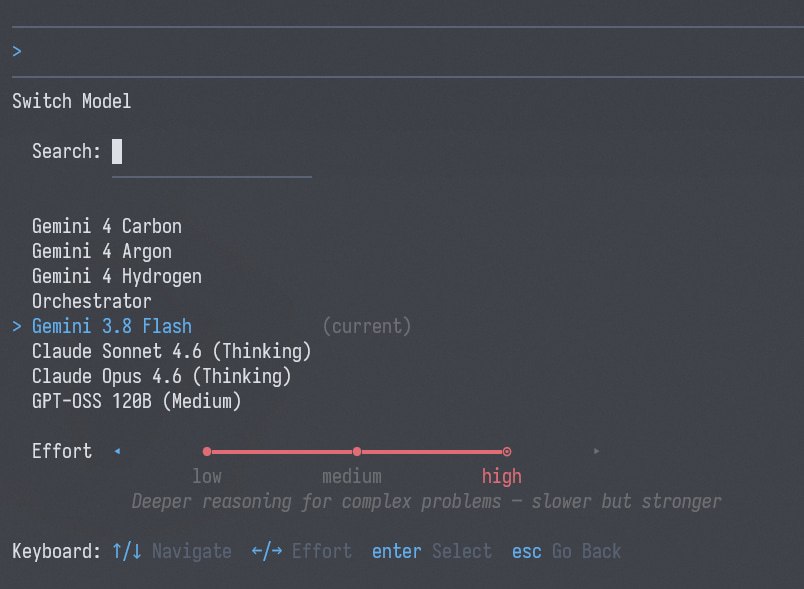 >
Switch Model
Search:
Gemini 4 Carbon
Gemini 4 Argon
Gemini 4 Hydrogen
Orchestrator
> Gemini 3.8 Flash (current)
Claude Sonnet 4.6 (Thinking)
Claude Opus 4.6 (Thinking)
GPT-OSS 120B (Medium)
Effort
low medium high
Deeper reasoning for complex problems — slower but stronger
Keyboard: ↑/↓ Navigate ←/→ Effort enter Select esc Go Back